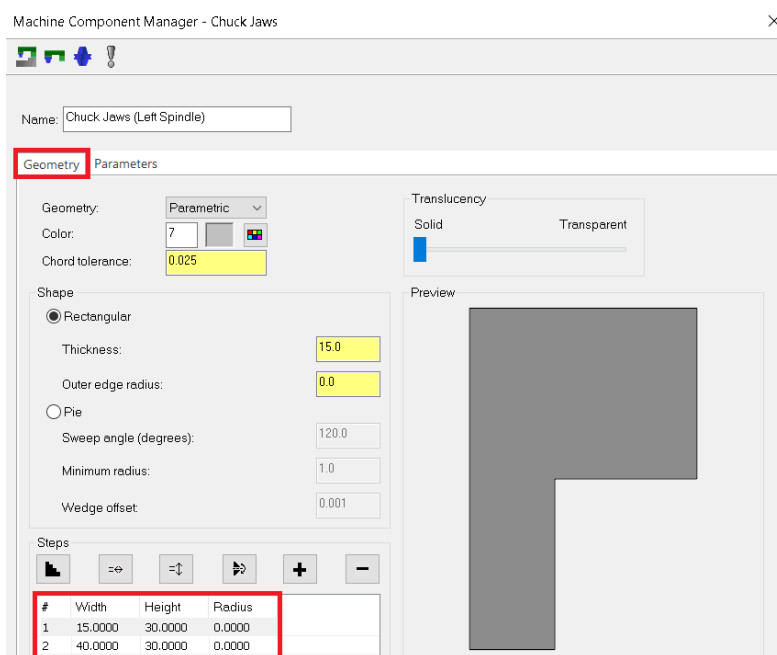 Machine Component Manager - Chuck Jaws
Name: Chuck Jaws (Left Spindle)
Geometry Parameters
Geometry: Parametric
Color: 7
Chord tolerance: 0.025
Translucency
Solid Transparent
Shape
Rectangular
Thickness: 15.0
Outer edge radius: 0.0
Pie
Sweep angle (degrees): 120.0
Minimum radius: 1.0
Wedge offset: 0.001
Preview
Steps
# Width Height Radius
1 15.0000 30.0000 0.0000
2 40.0000 30.0000 0.0000